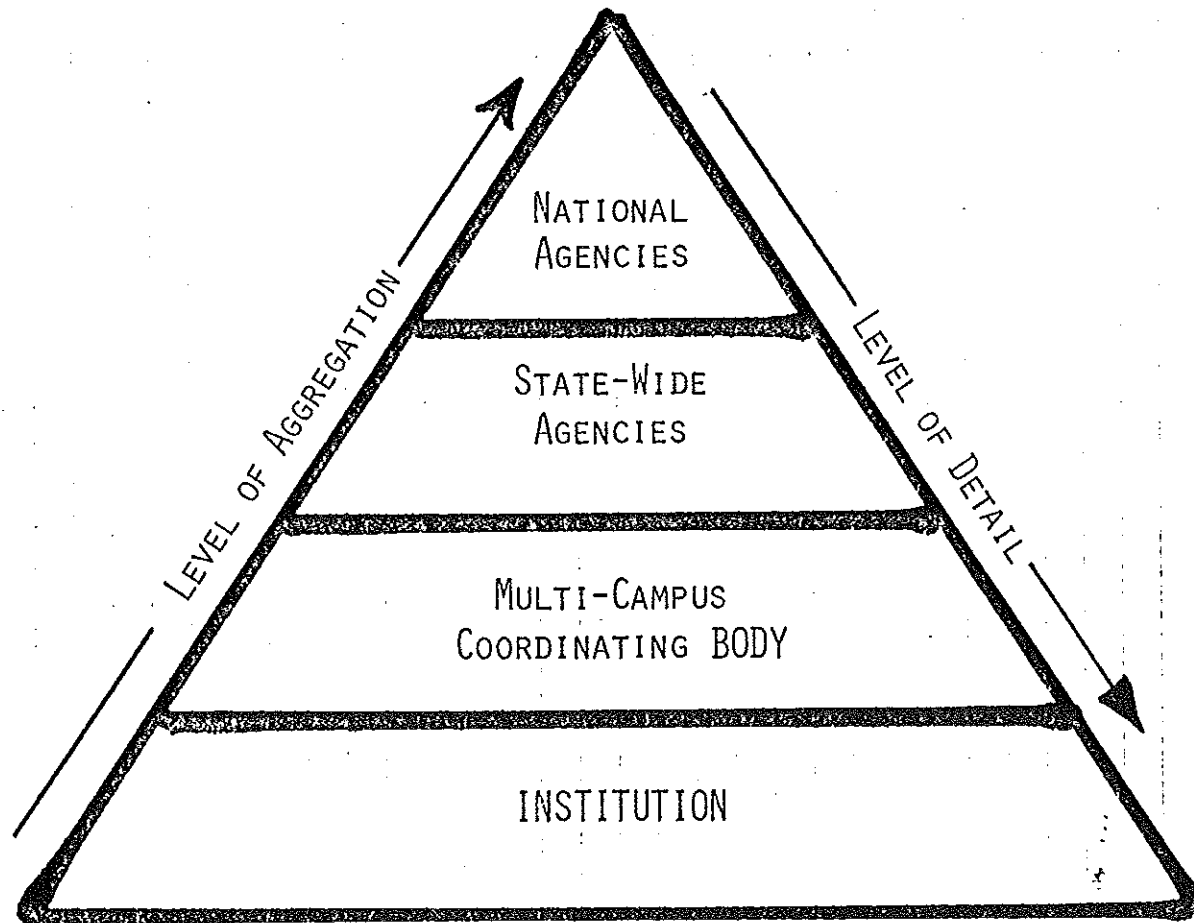 NATIONAL
AGENCIES
LEVEL OF AGGREGATION
STATE-WIDE
AGENCIES
LEVEL OF DETAIL
MULTI-CAMPUS
COORDINATING BODY
INSTITUTION